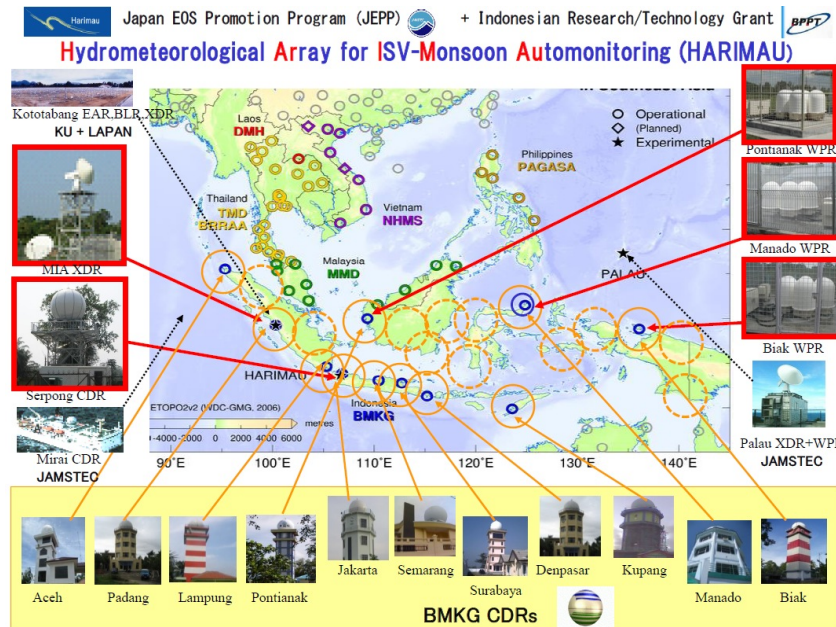 Harimau
Japan EOS Promotion Program (JEPP)
+ Indonesian Research/Technology Grant
BPPT
Hydrometeorological Array for ISV-Monsoon Automonitoring (HARIMAU)
Kototabang EAR,BLR,XDR
KU + LAPAN
MIA XDR
Serpong CDR
Mirai CDR
JAMSTEC
in Southeast Asia
Operational
(Planned)
Experimental
Laos
DMH
Philippines
PAGASA
Thailand
TMD
BRRAA
Vietnam
NHMS
Malaysia
MMD
PALAU
HARIMAU
Indonesia
BMKG
ETOPO2v2 (WDC-GMG, 2006)
metres
-4000-2000 0 2000 4000 6000
90˚E 100˚E 110˚E 120˚E 130˚E 140˚E
Pontianak WPR
Manado WPR
Biak WPR
Palau XDR+WPR
JAMSTEC
Aceh
Padang
Lampung
Pontianak
Jakarta
Semarang
Surabaya
Denpasar
Kupang
Manado
Biak
BMKG CDRs